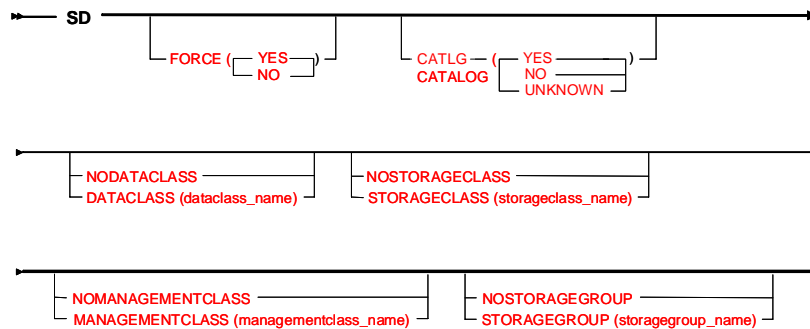 SD
FORCE ( YES )
NO
CATLG ( YES )
CATALOG NO
UNKNOWN
NODATACLASS
DATACLASS (dataclass_name)
NOSTORAGECLASS
STORAGECLASS (storageclass_name)
NOMANAGEMENTCLASS
MANAGEMENTCLASS (managementclass_name)
NOSTORAGEGROUP
STORAGEGROUP (storagegroup_name)